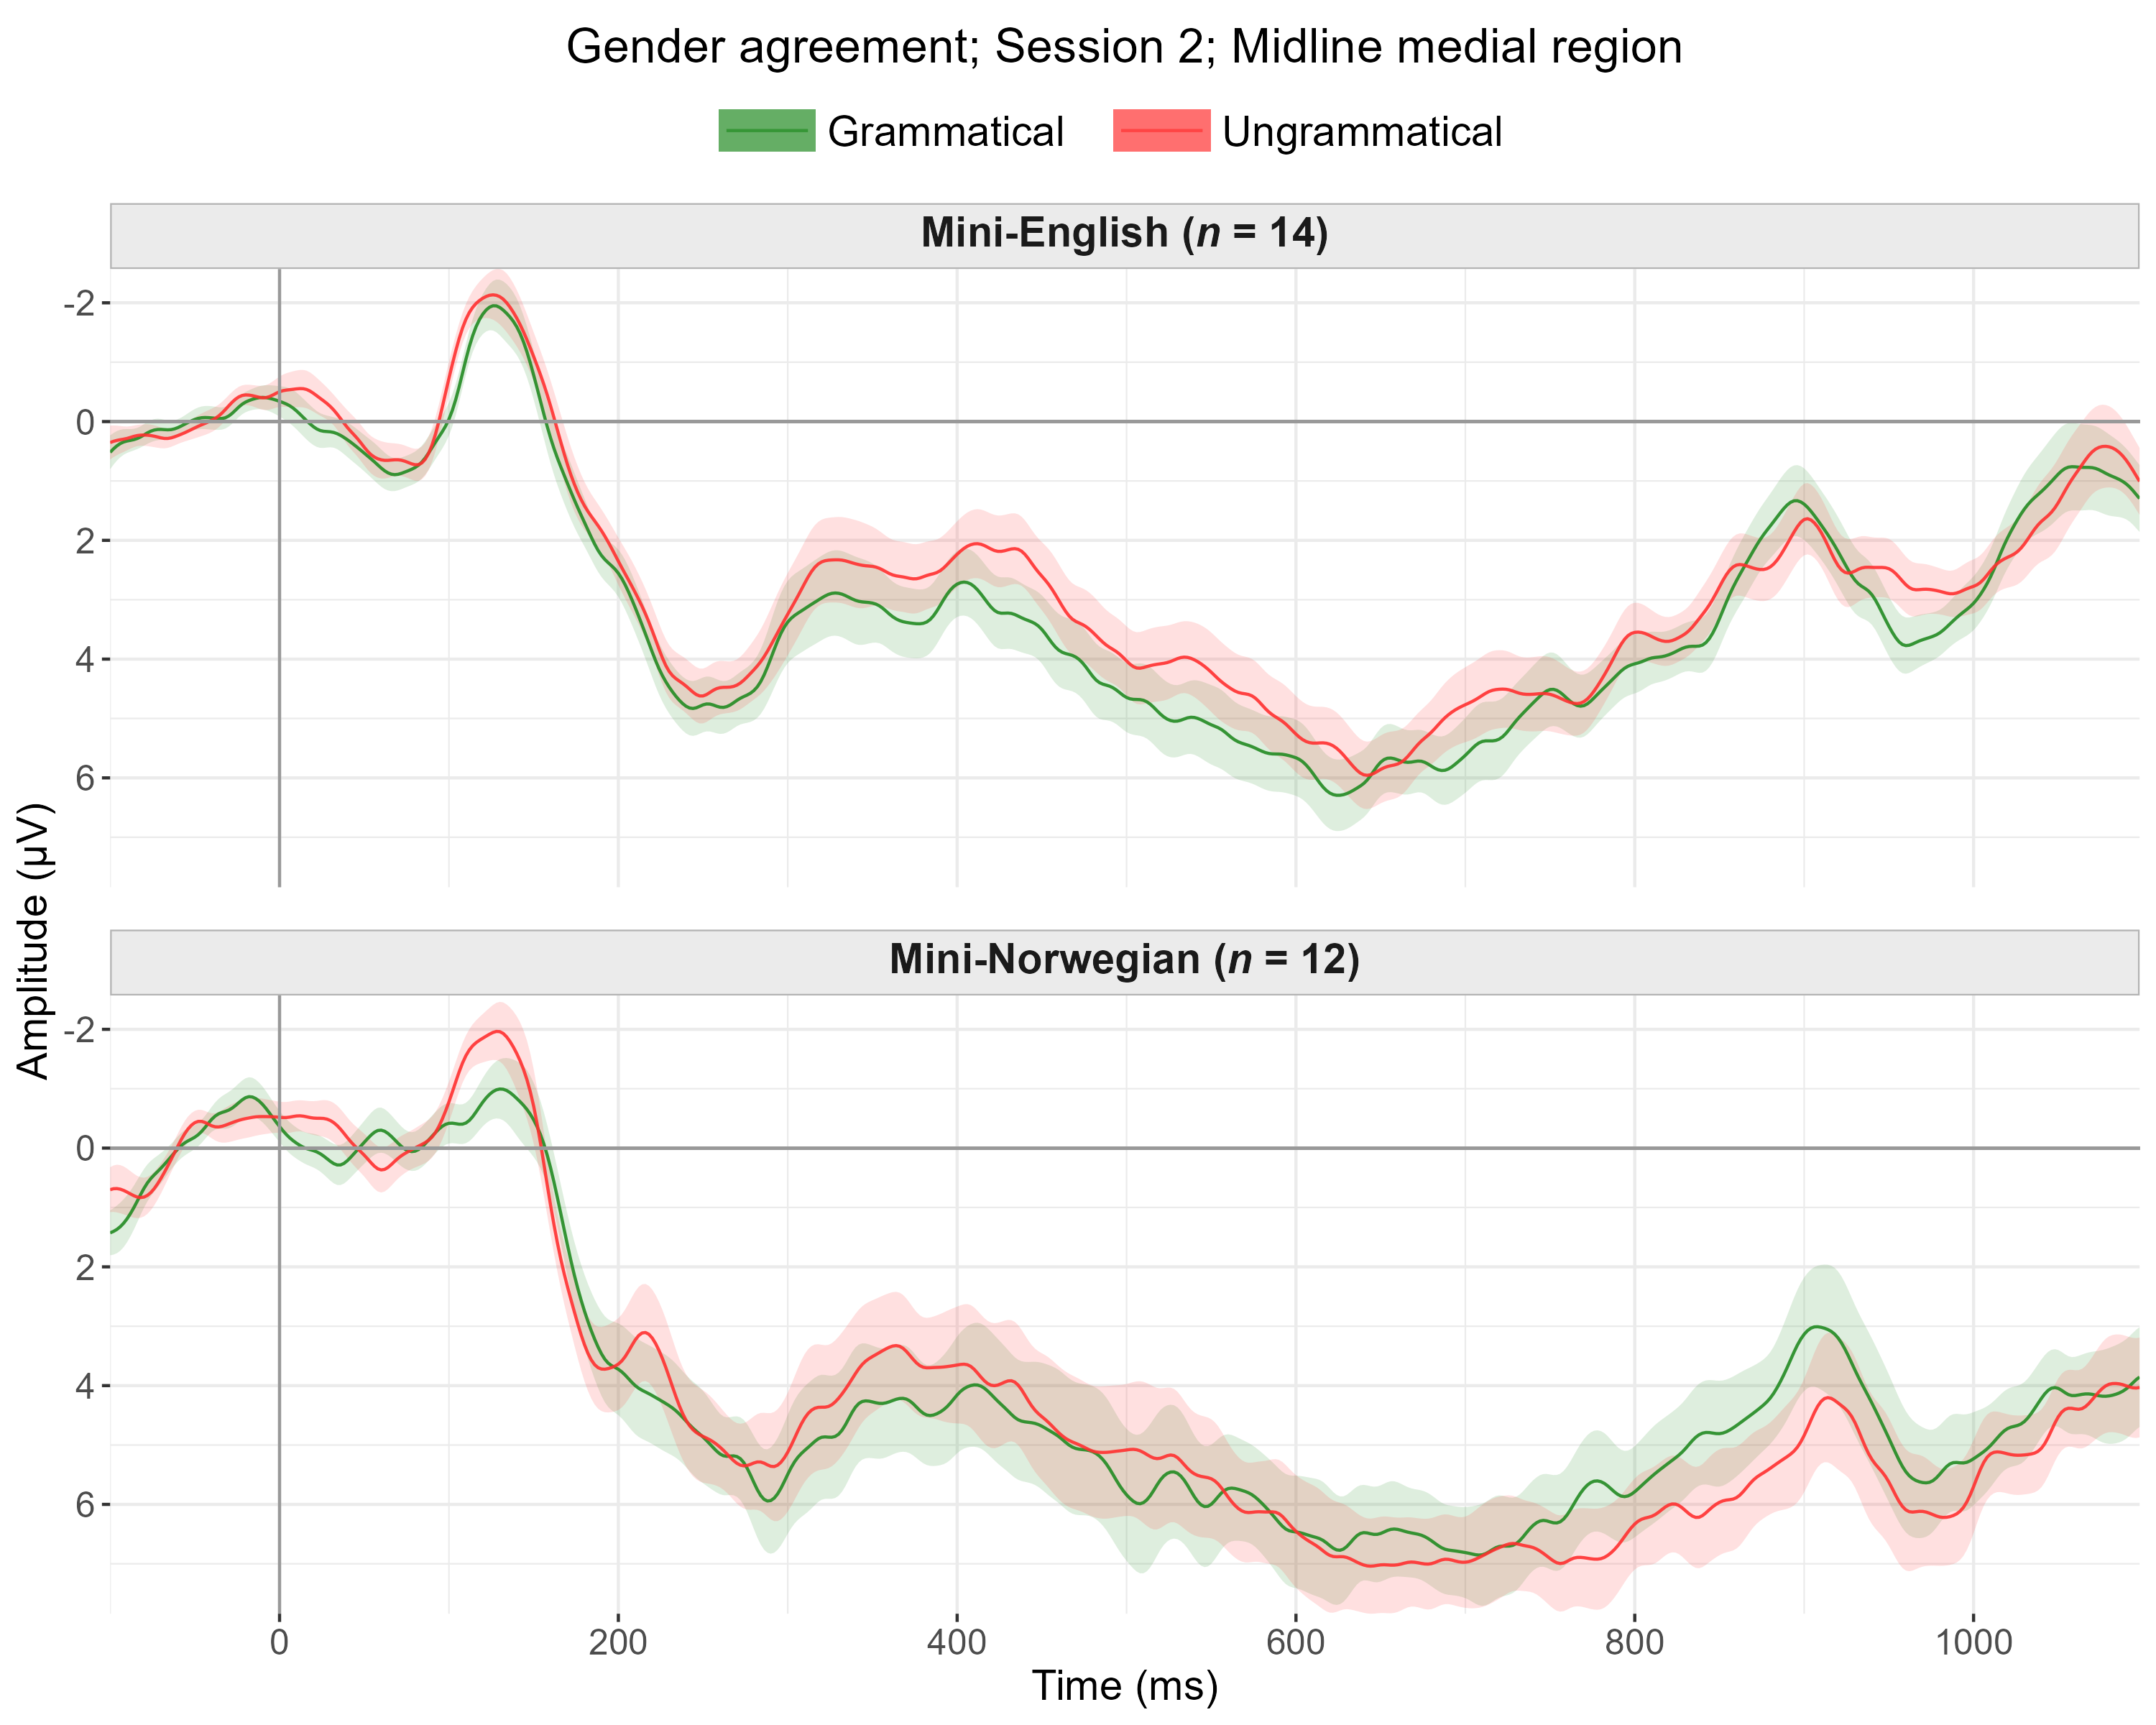 Gender agreement; Session 2; Midline medial region
Grammatical
Ungrammatical
Mini-English (n = 14)
-2
0
2
4
6
Amplitude (µV)
Mini-Norwegian (n = 12)
-2
0
2
4
6
0 200 400 600 800 1000
Time (ms)